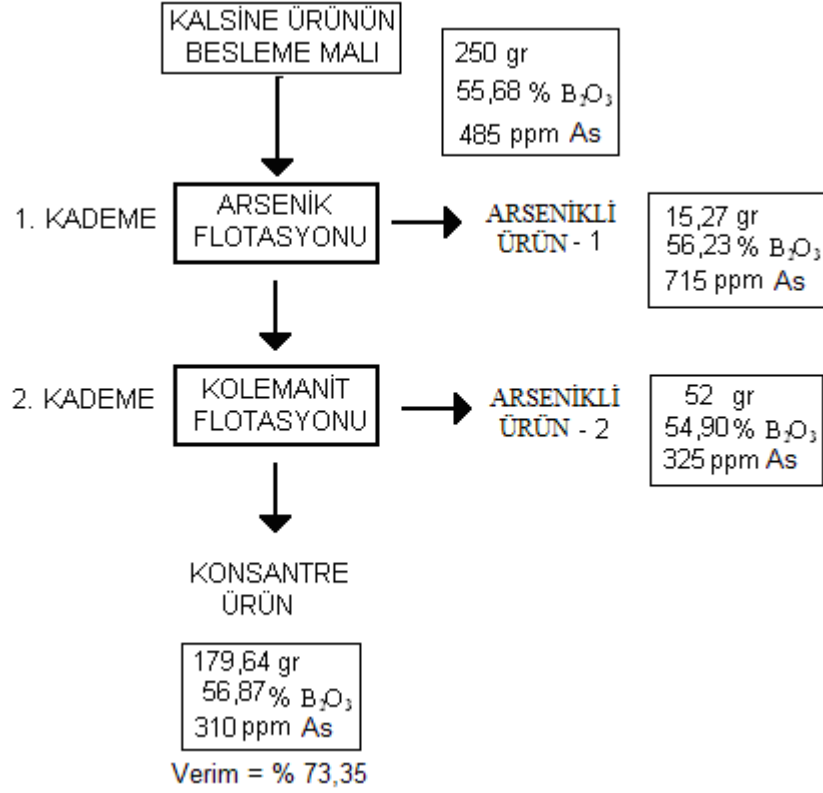 KALSİNE ÜRÜNÜN
BESLEME MALI
250 gr
55,68 % B₂O₃
485 ppm As
1. KADEME
ARSENİK
FLOTASYONU
ARSENİKLİ
ÜRÜN - 1
15,27 gr
56,23 % B₂O₃
715 ppm As
2. KADEME
KOLEMANİT
FLOTASYONU
ARSENİKLİ
ÜRÜN - 2
52 gr
54,90 % B₂O₃
325 ppm As
KONSANTRE
ÜRÜN
179,64 gr
56,87 % B₂O₃
310 ppm As
Verim = % 73,35